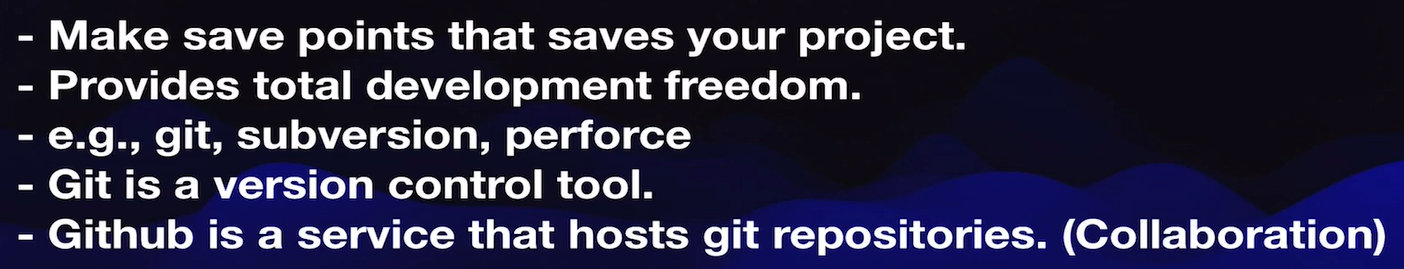 - Make save points that saves your project.
- Provides total development freedom.
- e.g., git, subversion, perforce
- Git is a version control tool.
- Github is a service that hosts git repositories. (Collaboration)